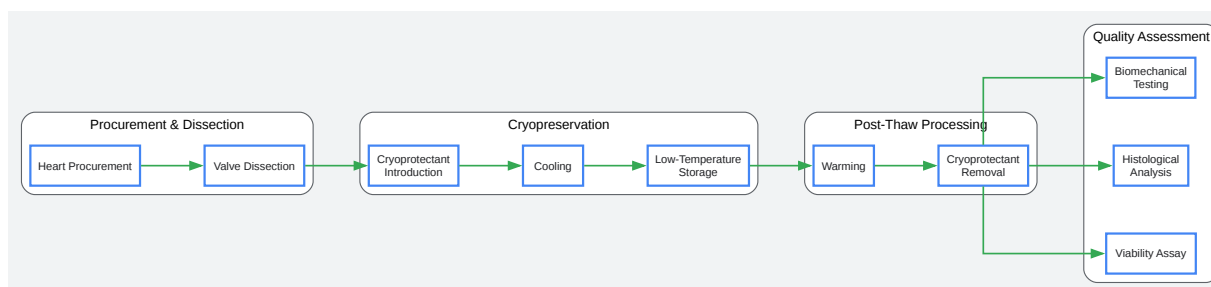 Quality Assessment
Biomechanical
Testing
Procurement & Dissection
Heart Procurement
Valve Dissection
Cryopreservation
Cryoprotectant
Introduction
Cooling
Low-Temperature
Storage
Post-Thaw Processing
Warming
Cryoprotectant
Removal
Histological
Analysis
Viability Assay